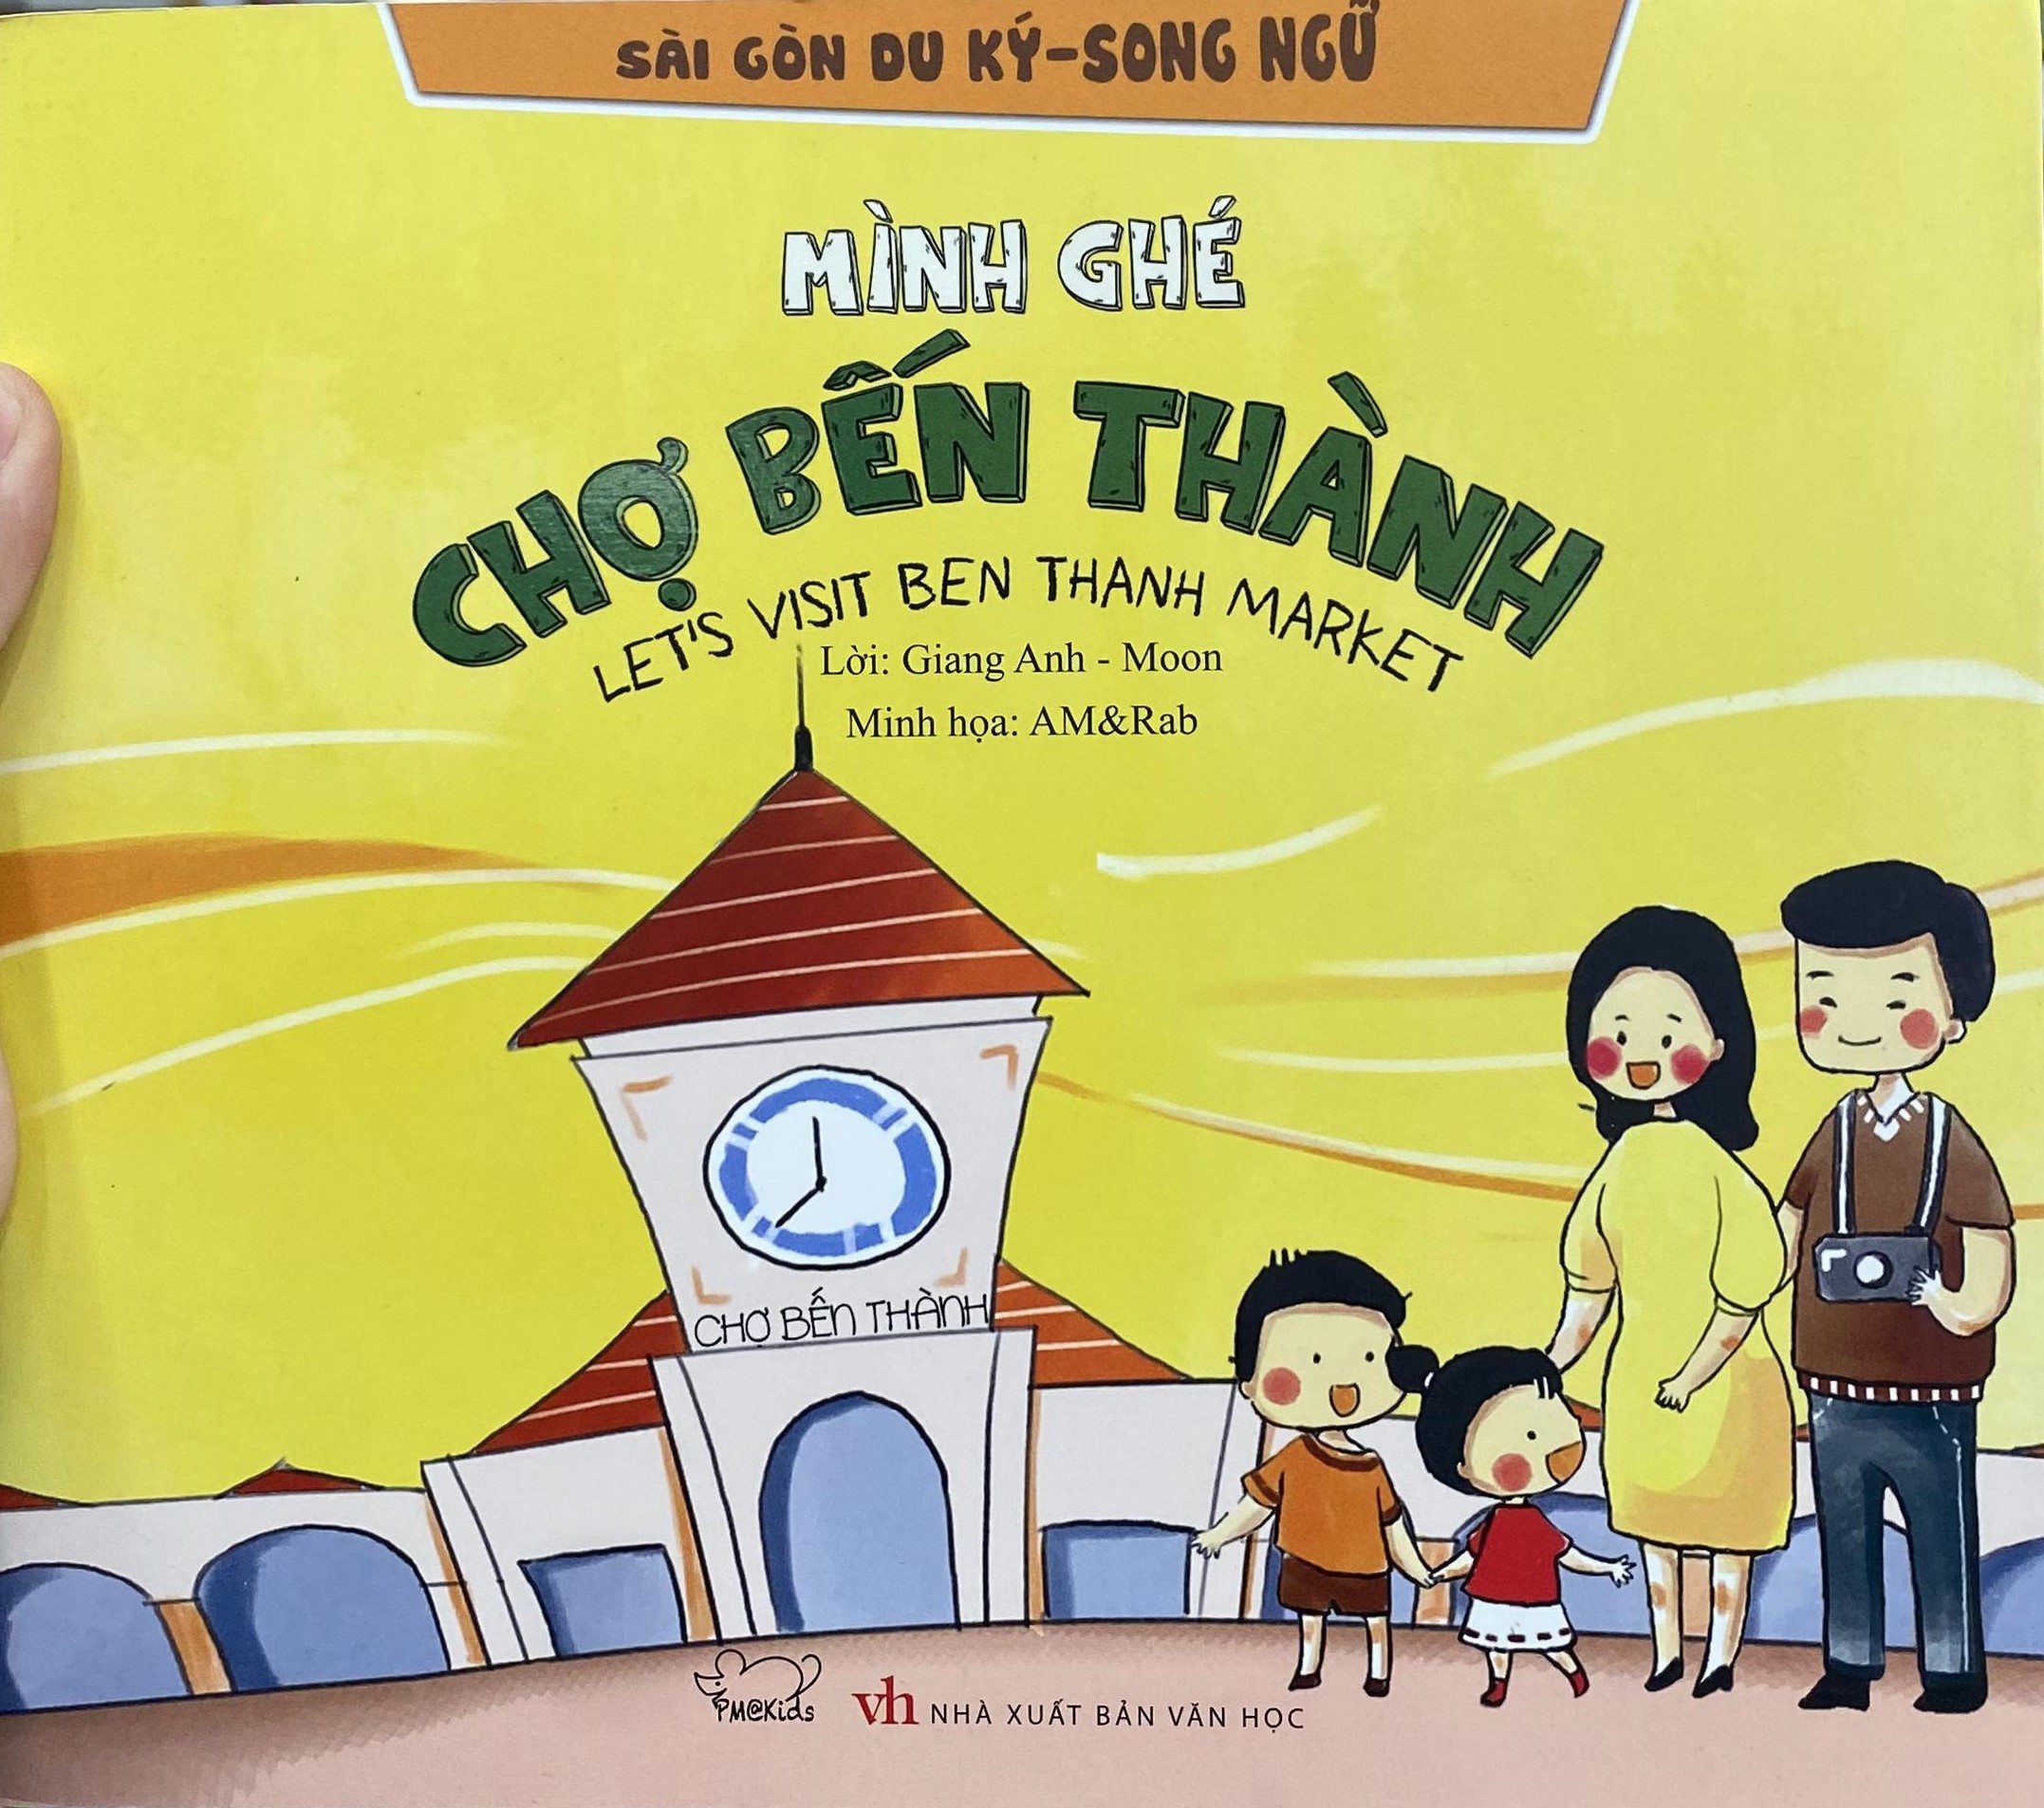 SÀI GÒN DU KÝ-SONG NGỮ
MÌNH GHÉ
CHỢ BẾN THÀNH
LET'S VISIT BEN THANH MARKET
Lời: Giang Anh - Moon
Minh họa: AM&Rab
CHỢ BẾN THÀNH
PM@Kids
vh NHÀ XUẤT BẢN VĂN HỌC